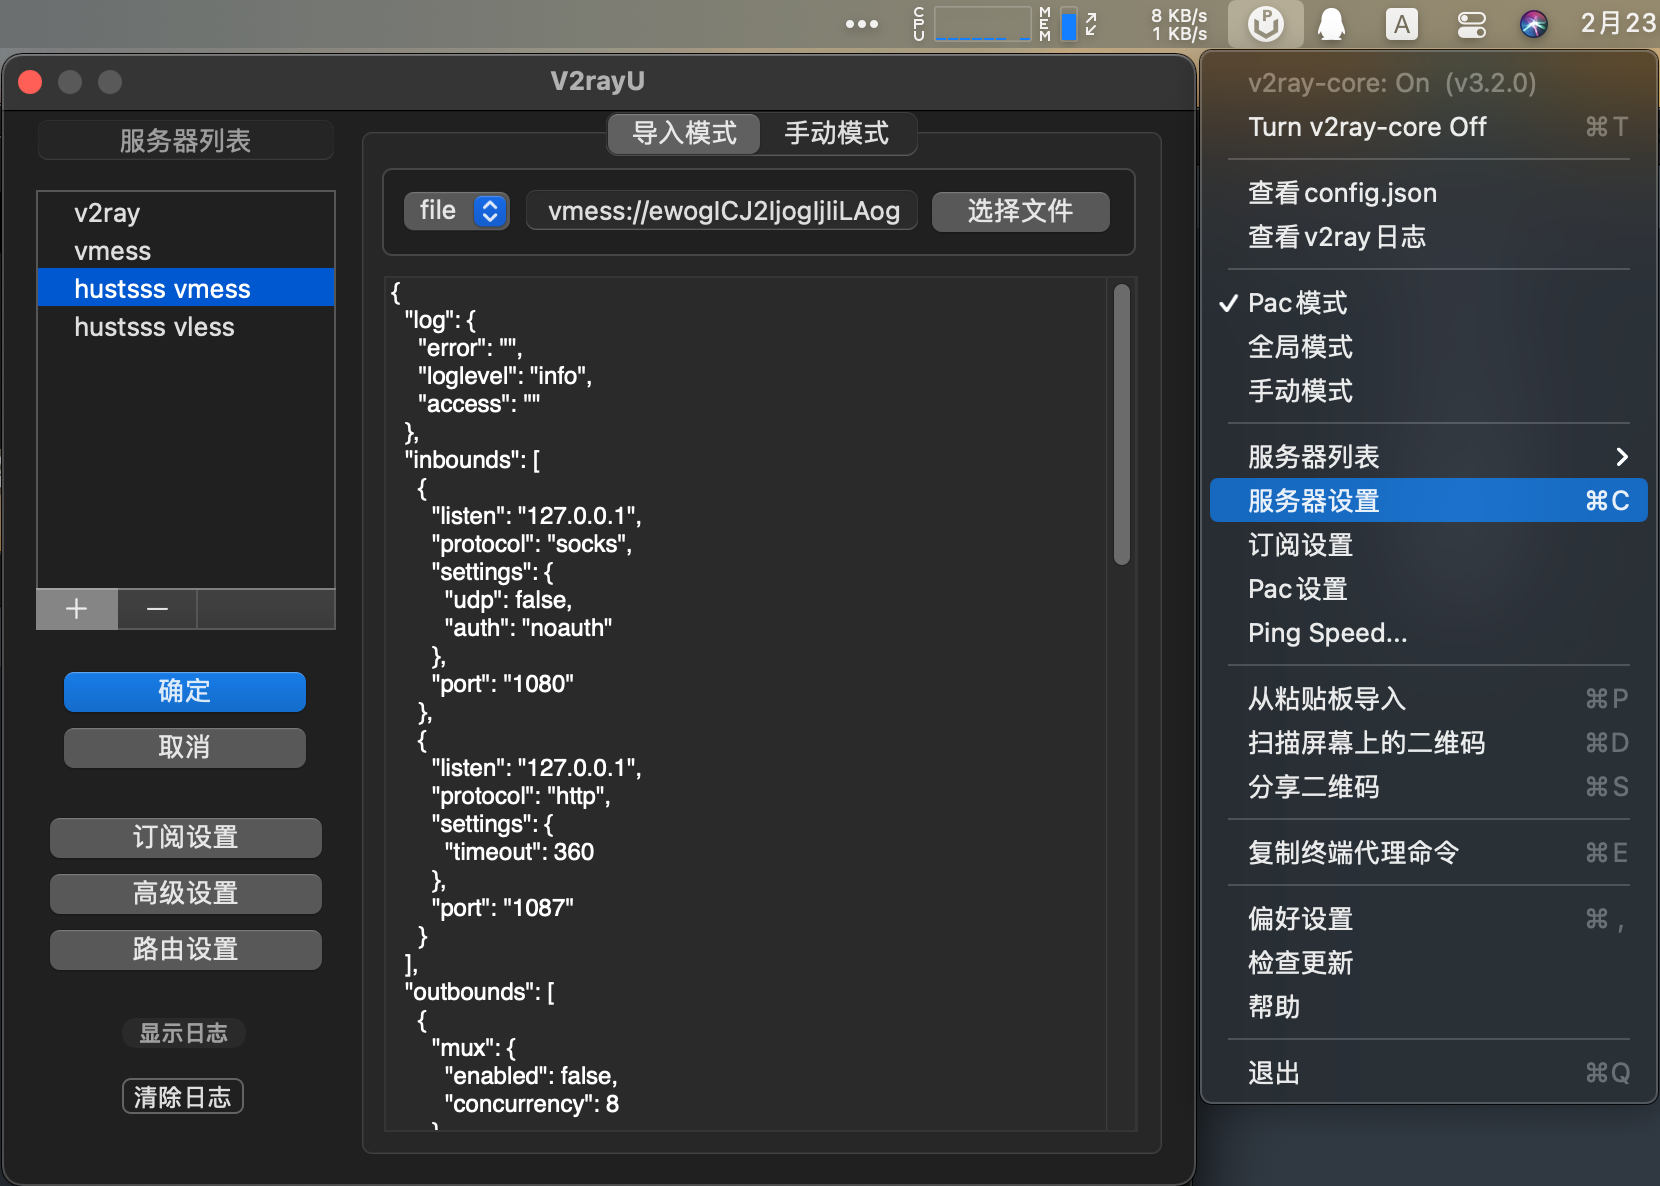 •••
CPU
MEM
8 KB/s
1 KB/s
P
A
2月23
V2rayU
服务器列表
v2ray
vmess
hustsss vmess
hustsss vless
+
—
确定
取消
订阅设置
高级设置
路由设置
显示日志
清除日志
导入模式
手动模式
file
vmess://ewogICJ2IjogIjIiLAog
选择文件
{
"log": {
"error": "",
"loglevel": "info",
"access": ""
},
"inbounds": [
{
"listen": "127.0.0.1",
"protocol": "socks",
"settings": {
"udp": false,
"auth": "noauth"
},
"port": "1080"
},
{
"listen": "127.0.0.1",
"protocol": "http",
"settings": {
"timeout": 360
},
"port": "1087"
}
],
"outbounds": [
{
"mux": {
"enabled": false,
"concurrency": 8
}
v2ray-core: On (v3.2.0)
Turn v2ray-core Off ⌘T
查看config.json
查看v2ray日志
✓ Pac模式
全局模式
手动模式
服务器列表 >
服务器设置 ⌘C
订阅设置
Pac设置
Ping Speed...
从粘贴板导入 ⌘P
扫描屏幕上的二维码 ⌘D
分享二维码 ⌘S
复制终端代理命令 ⌘E
偏好设置 ⌘,
检查更新
帮助
退出 ⌘Q